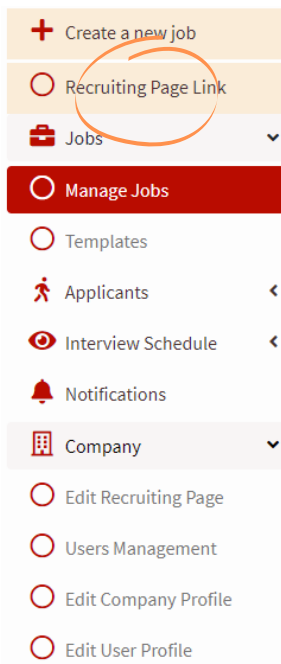 Create a new job
Recruiting Page Link
Jobs
Manage Jobs
Templates
Applicants
Interview Schedule
Notifications
Company
Edit Recruiting Page
Users Management
Edit Company Profile
Edit User Profile